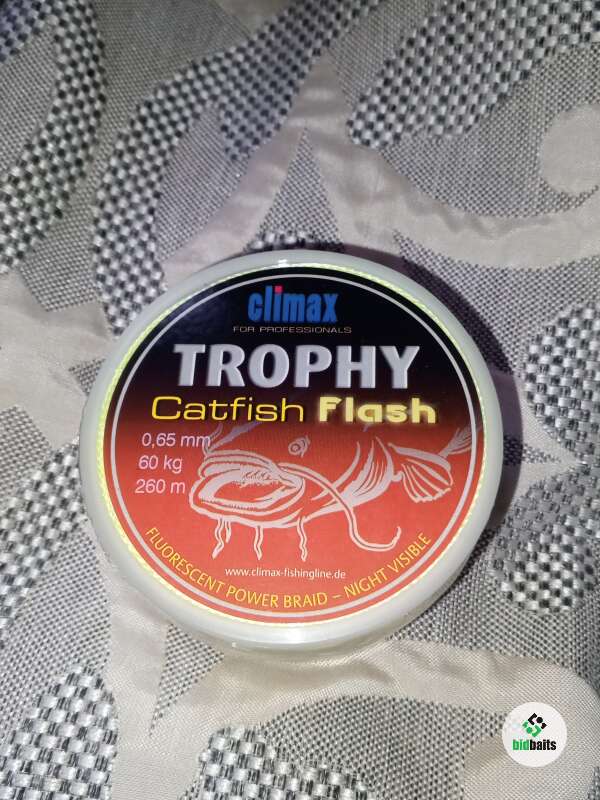 climax
FOR PROFESSIONALS
TROPHY
Catfish Flash
0,65 mm
60 kg
260 m
www.climax-fishingline.de
FLUORESCENT POWER BRAID – NIGHT VISIBLE
bidbaits